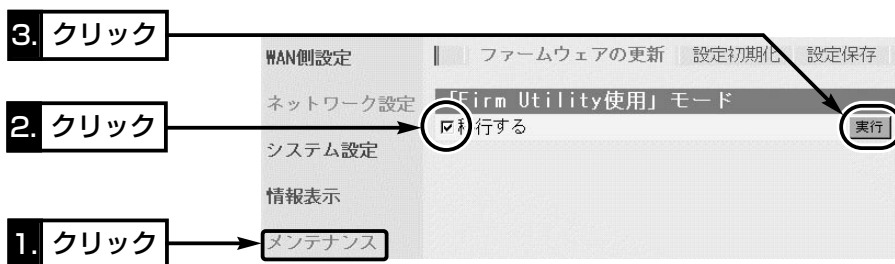 3. クリック
WAN側設定
ファームウェアの更新 設定初期化 設定保存
ネットワーク設定
「Firm Utility使用」モード
2. クリック
移行する
実行
システム設定
情報表示
1. クリック
メンテナンス